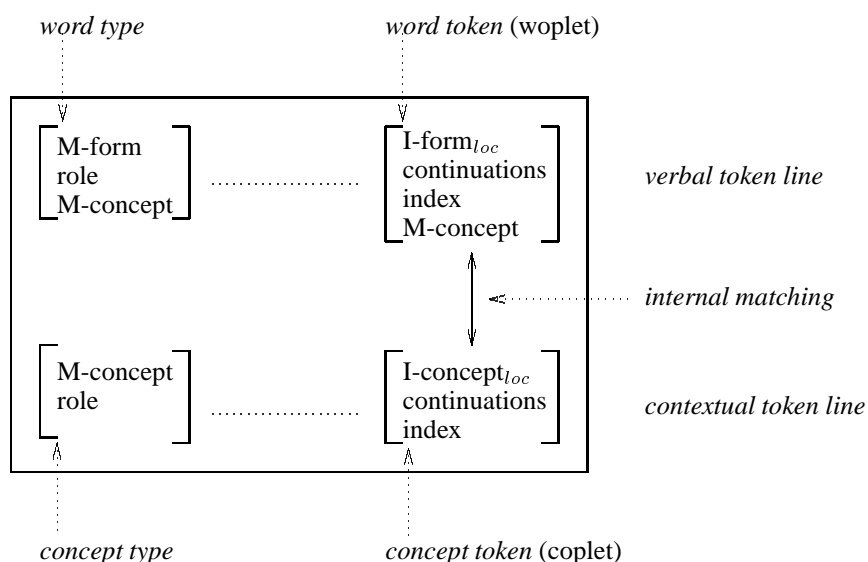 word type word token (woplet)
M-form I-form_loc
role continuations
M-concept index
M-concept
verbal token line
internal matching
M-concept I-concept_loc
role continuations
index
contextual token line
concept type concept token (coplet)